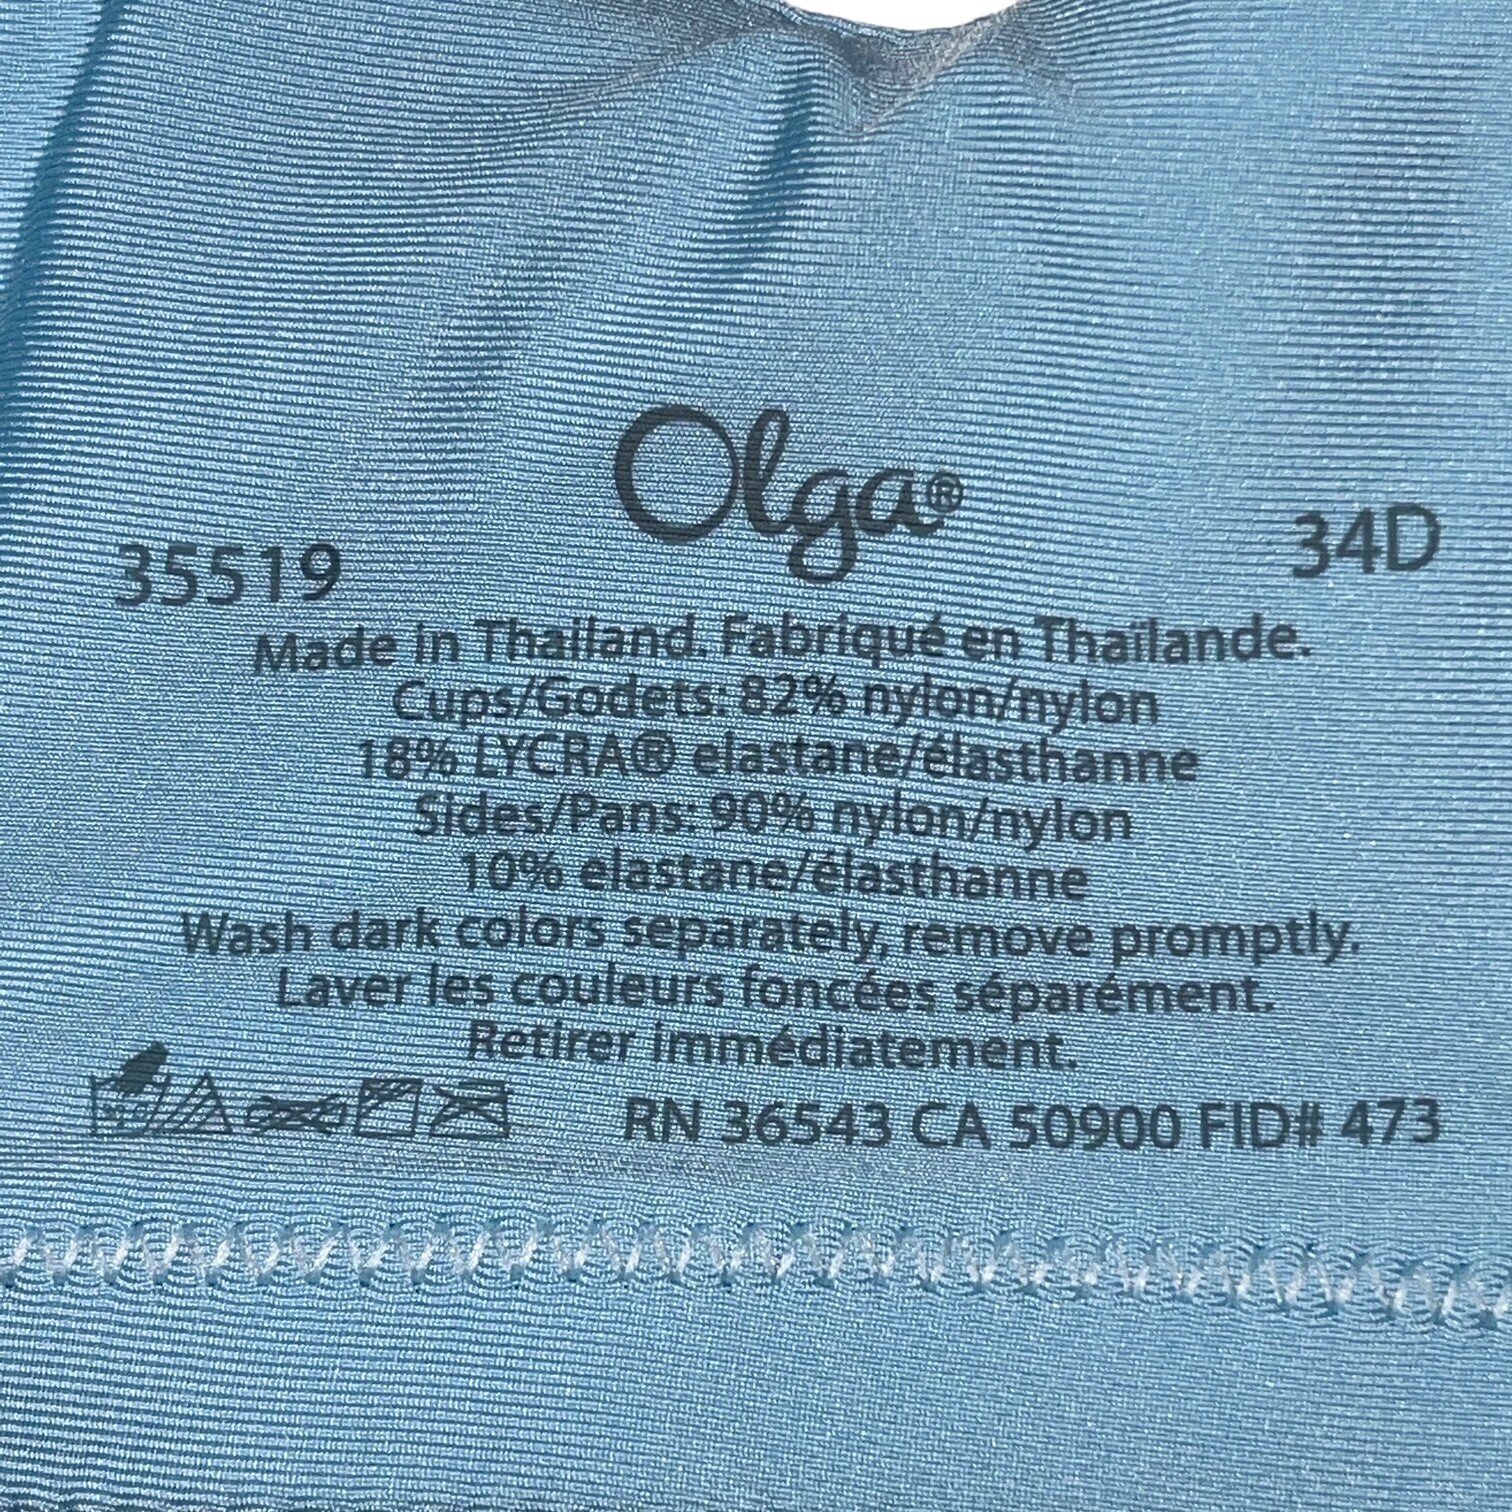 Olga®
35519
34D
Made in Thailand. Fabriqué en Thaïlande.
Cups/Godets: 82% nylon/nylon
18% LYCRA® elastane/élasthanne
Sides/Pans: 90% nylon/nylon
10% elastane/élasthanne
Wash dark colors separately, remove promptly.
Laver les couleurs foncées séparément.
Retirer immédiatement.
RN 36543 CA 50900 FID# 473